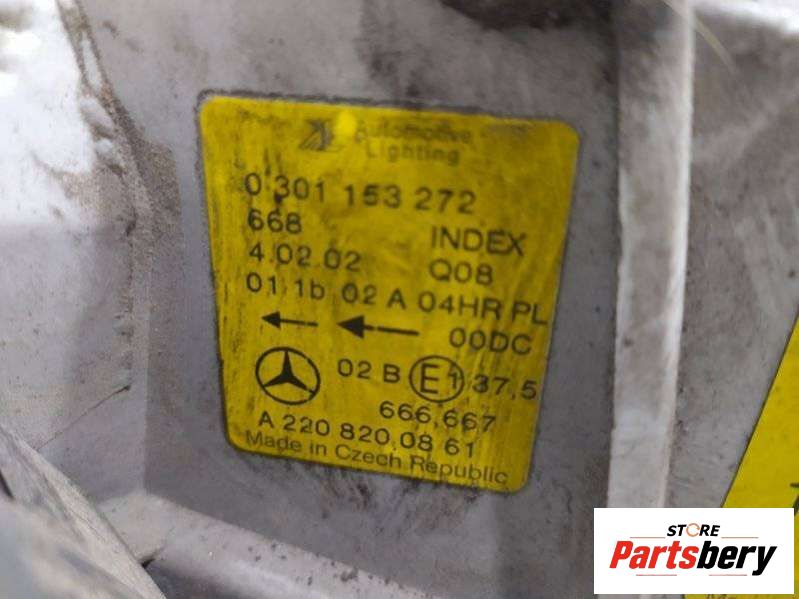 Automotive
Lighting
0 301 153 272
668 INDEX
4.02.02 Q08
01 1b 02 A 04HR PL
00DC
02 B E1 37,5
666,667
A 220 820 08 61
Made in Czech Republic
STORE
Partsbery